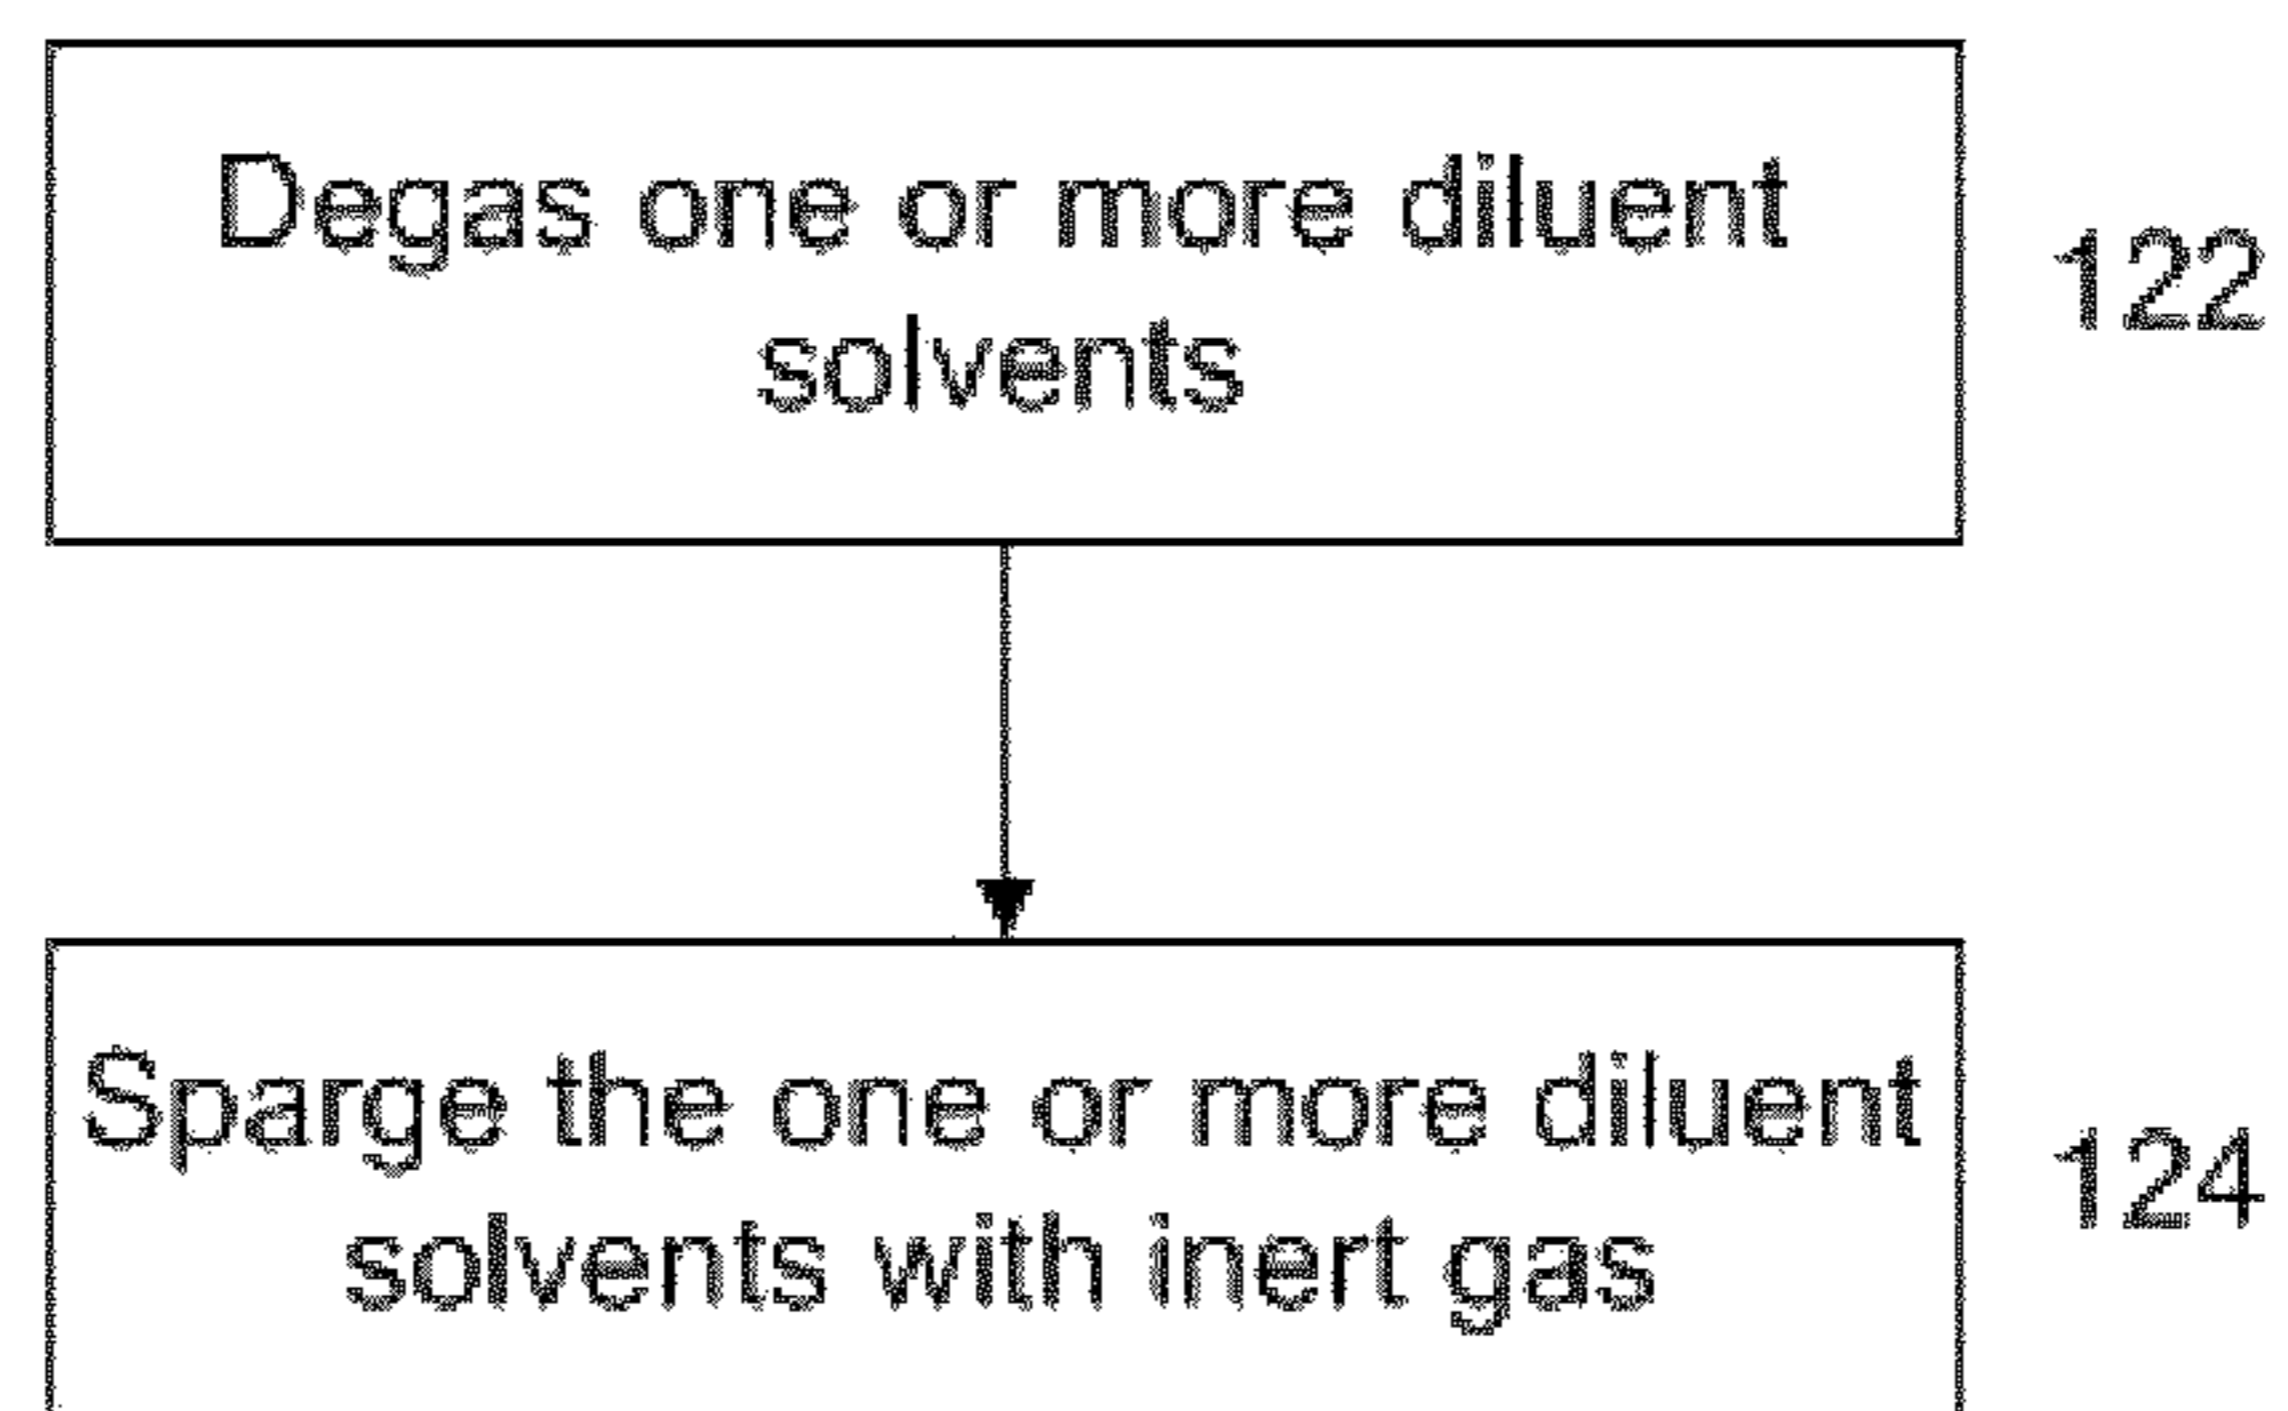 Degas one or more diluent
solvents
122
Sparge the one or more diluent
solvents with inert gas
124